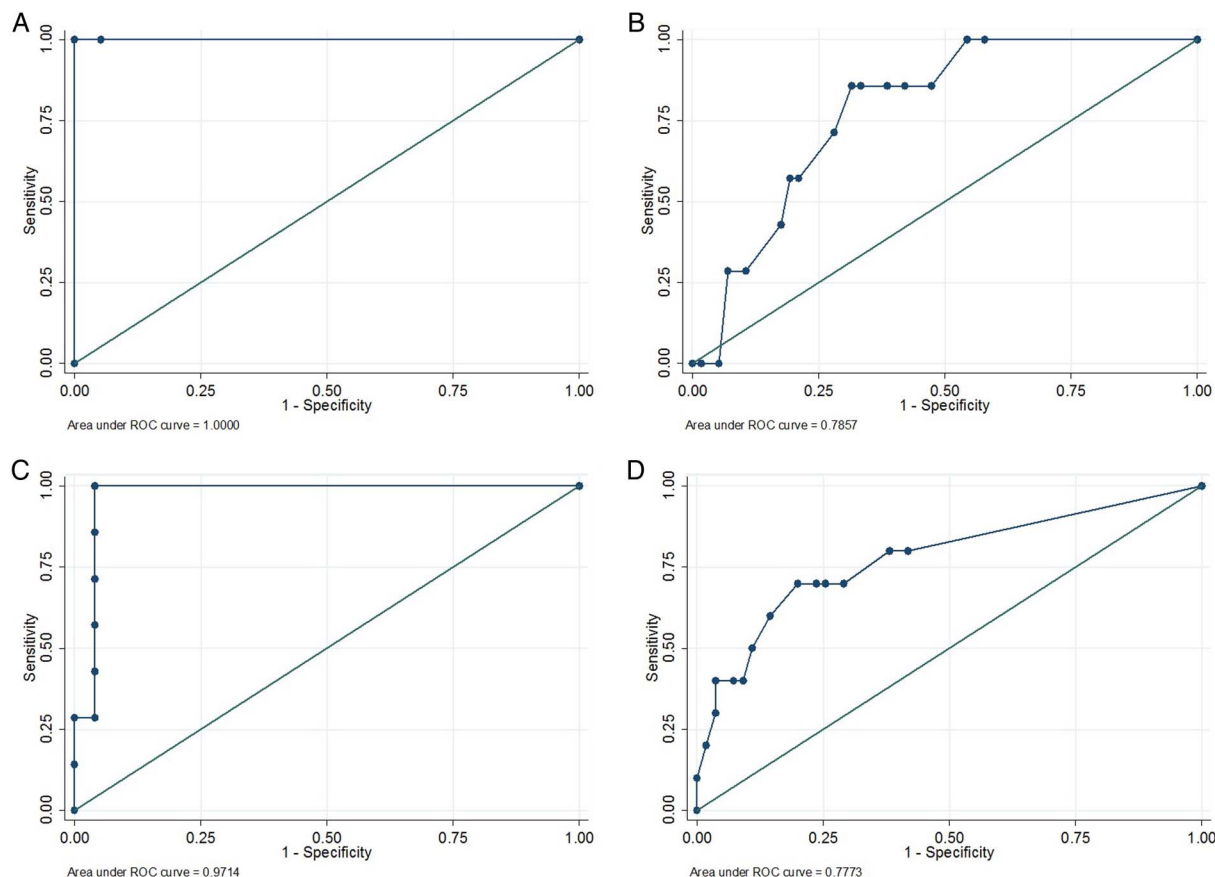 A
1.00
0.75
0.50
0.25
0.00
Sensitivity
0.00 0.25 0.50 0.75 1.00
1 - Specificity
Area under ROC curve = 1.0000
B
1.00
0.75
0.50
0.25
0.00
Sensitivity
0.00 0.25 0.50 0.75 1.00
1 - Specificity
Area under ROC curve = 0.7857
C
1.00
0.75
0.50
0.25
0.00
Sensitivity
0.00 0.25 0.50 0.75 1.00
1 - Specificity
Area under ROC curve = 0.9714
D
1.00
0.75
0.50
0.25
0.00
Sensitivity
0.00 0.25 0.50 0.75 1.00
1 - Specificity
Area under ROC curve = 0.7773